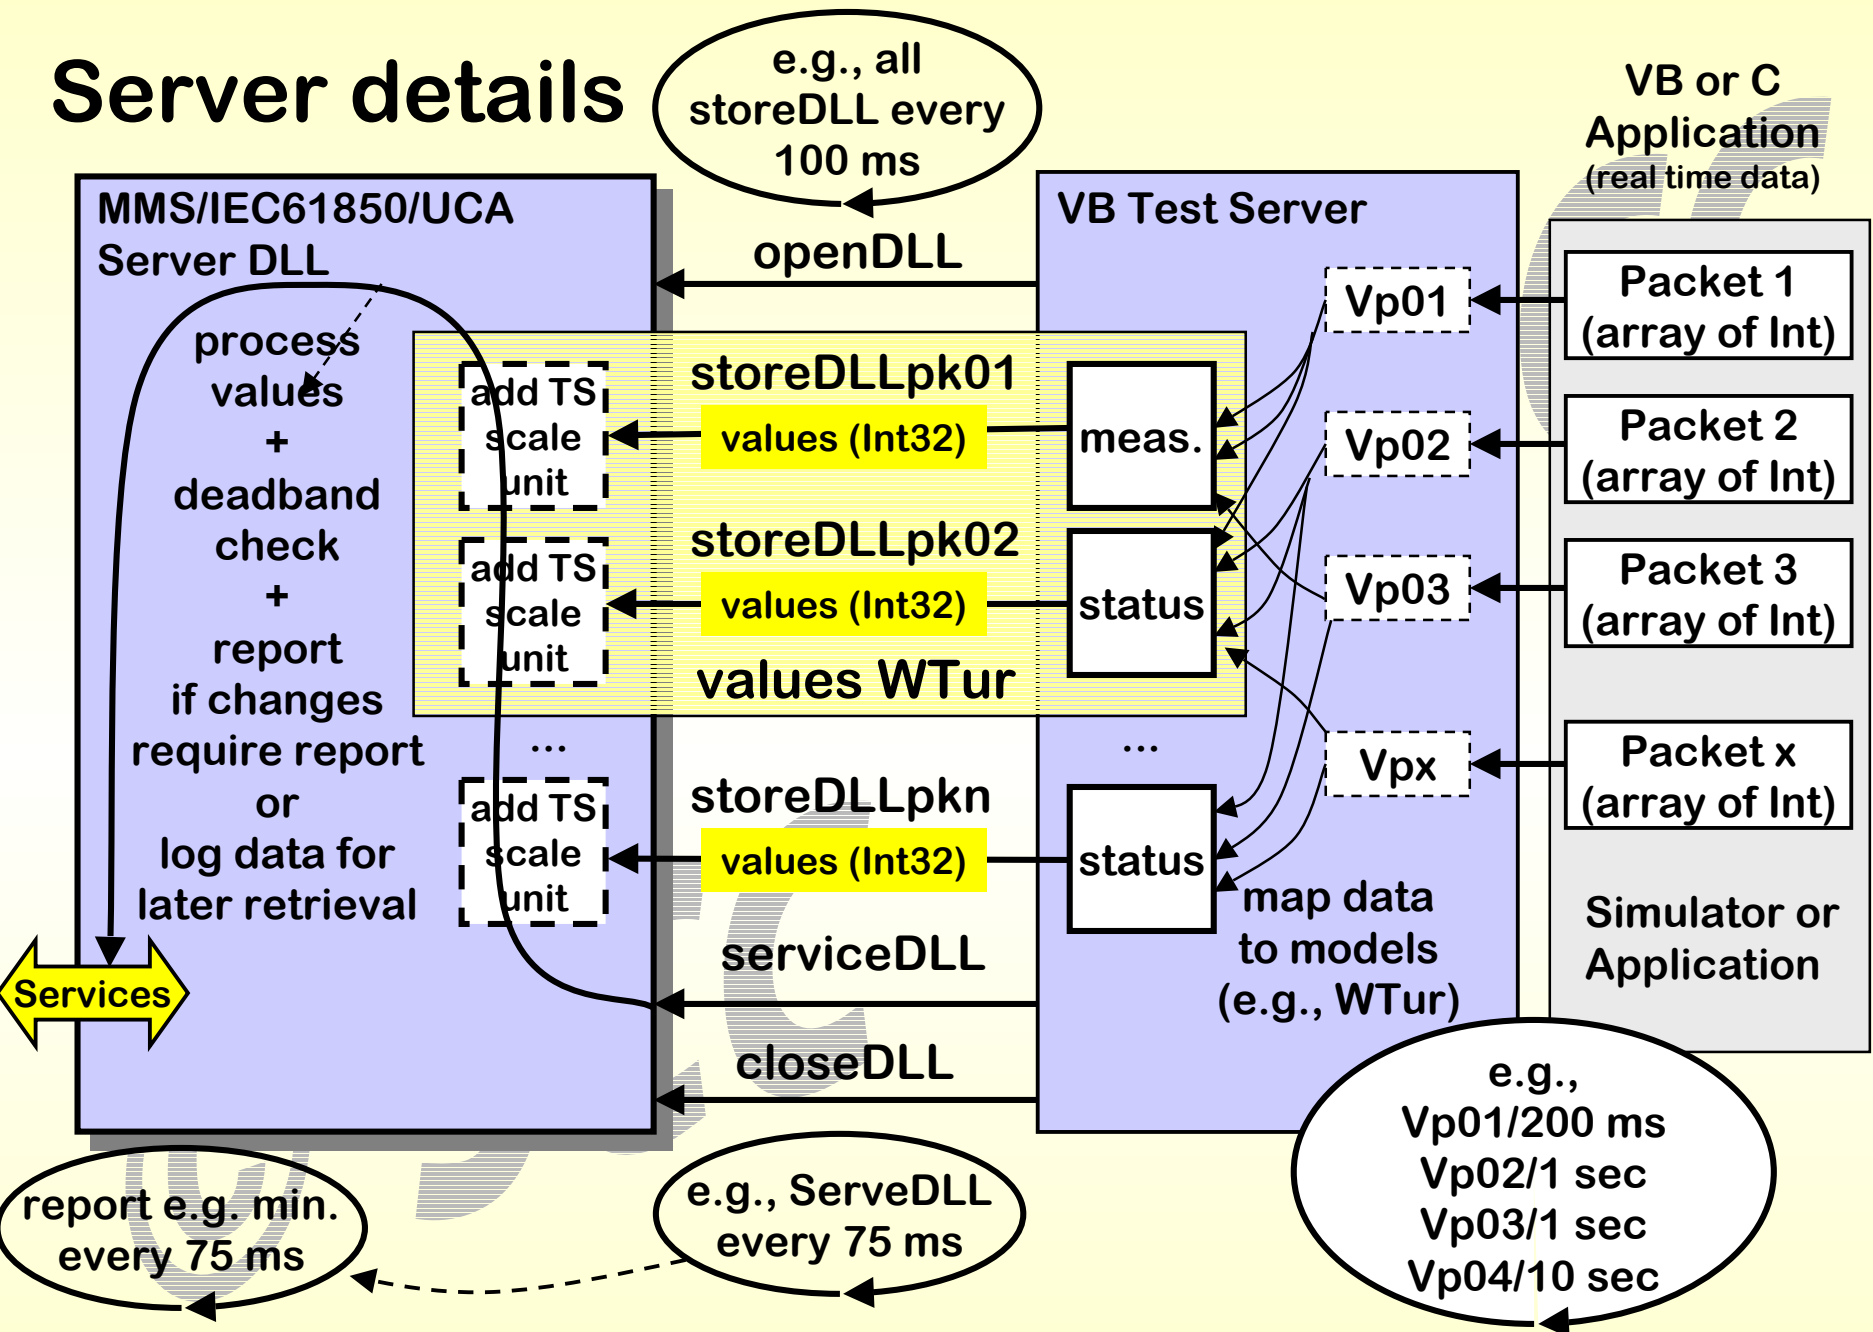 Server details
e.g., all
storeDLL every
100 ms
VB or C
Application
(real time data)
MMS/IEC61850/UCA
Server DLL
process
values
+
deadband
check
+
report
if changes
require report
or
log data for
later retrieval
Services
add TS
scale
unit
add TS
scale
unit
...
add TS
scale
unit
openDLL
storeDLLpk01
values (Int32)
storeDLLpk02
values (Int32)
values WTur
storeDLLpkn
values (Int32)
serviceDLL
closeDLL
VB Test Server
meas.
status
...
status
Vp01
Vp02
Vp03
Vpx
map data
to models
(e.g., WTur)
Packet 1
(array of Int)
Packet 2
(array of Int)
Packet 3
(array of Int)
Packet x
(array of Int)
Simulator or
Application
report e.g. min.
every 75 ms
e.g., ServeDLL
every 75 ms
e.g.,
Vp01/200 ms
Vp02/1 sec
Vp03/1 sec
Vp04/10 sec